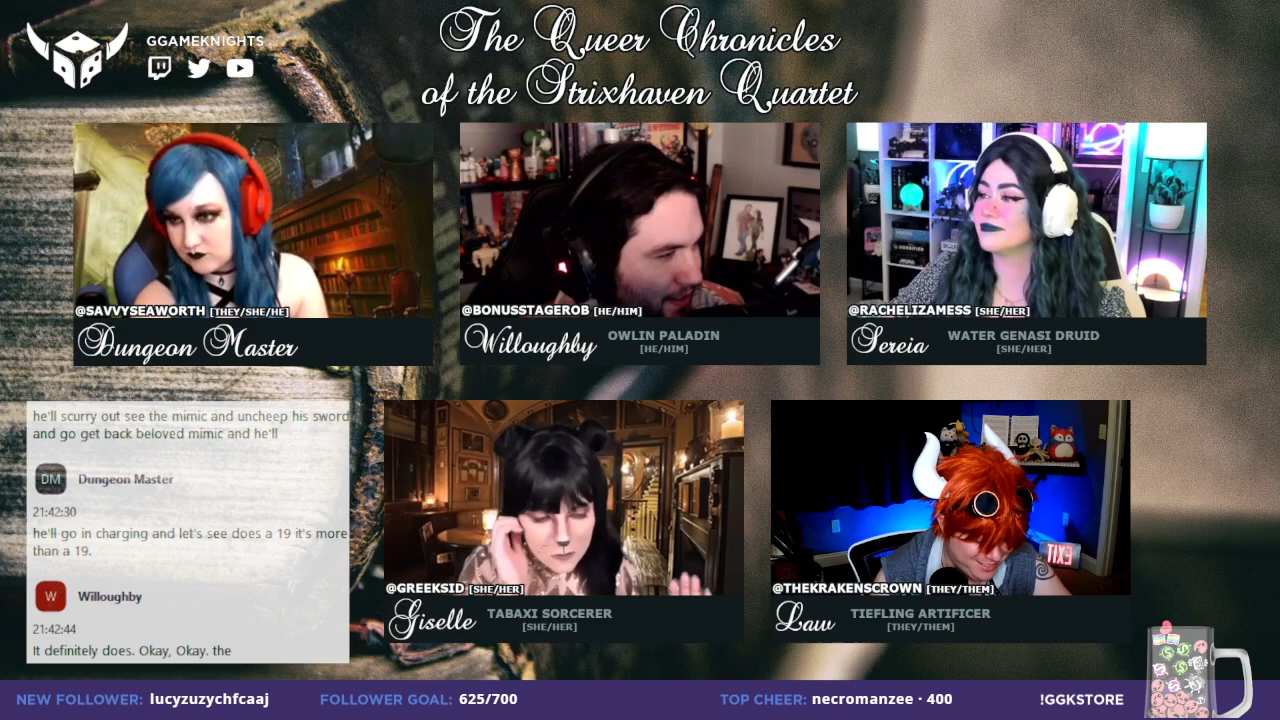 GGAMEKNIGHTS
The Queer Chronicles
of the Strixhaven Quartet
@SAVVYSEAWORTH [THEY/SHE/HE]
Dungeon Master
@BONUSSTAGEROB [HE/HIM]
Willoughby OWLIN PALADIN
[HE/HIM]
@RACHELIZAMESS [SHE/HER]
Sereia WATER GENASI DRUID
[SHE/HER]
he'll scurry out see the mimic and uncheep his sword
and go get back beloved mimic and he'll
DM Dungeon Master
21:42:30
he'll go in charging and let's see does a 19 it's more
than a 19.
W Willoughby
21:42:44
It definitely does. Okay, Okay. the
@GREEKSID [SHE/HER]
Giselle TABAXI SORCERER
[SHE/HER]
EXIT
@THEKRAKENSCROWN [THEY/THEM]
Law TIEFLING ARTIFICER
[THEY/THEM]
NEW FOLLOWER: lucyzuzychfcaaj FOLLOWER GOAL: 625/700 TOP CHEER: necromanzee · 400 !GGKSTORE